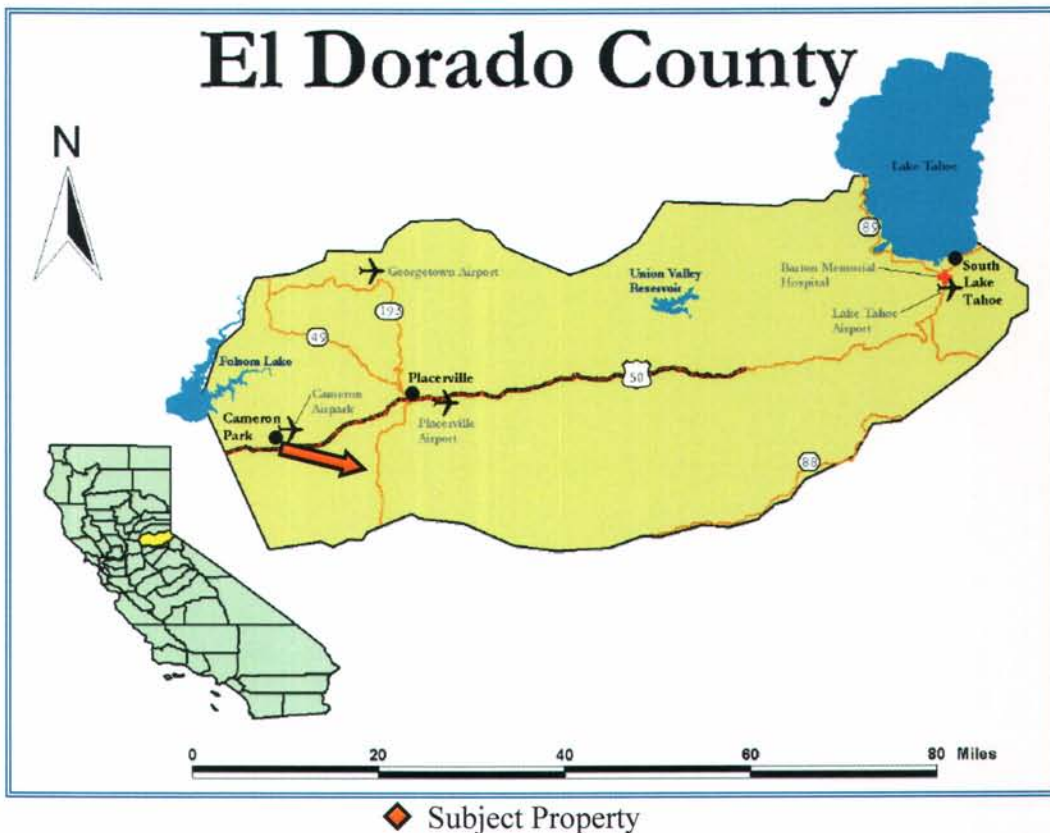 El Dorado County
N
Lake Tahoe
89
Georgetown Airport
Union Valley
Reservoir
Barton Memorial
Hospital
South
Lake
Tahoe
Lake Tahoe
Airport
193
49
Folsom Lake
Placerville
50
Cameron
Airpark
Cameron
Park
Placerville
Airport
88
0 20 40 60 80 Miles
Subject Property